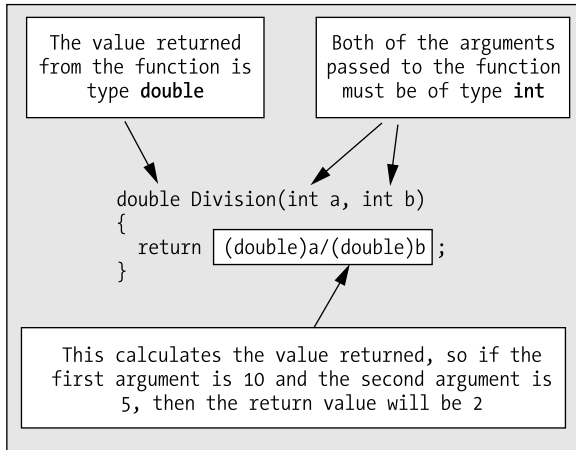 The value returned
from the function is
type double
Both of the arguments
passed to the function
must be of type int
double Division(int a, int b)
{
return (double)a/(double)b ;
}
This calculates the value returned, so if the
first argument is 10 and the second argument is
5, then the return value will be 2